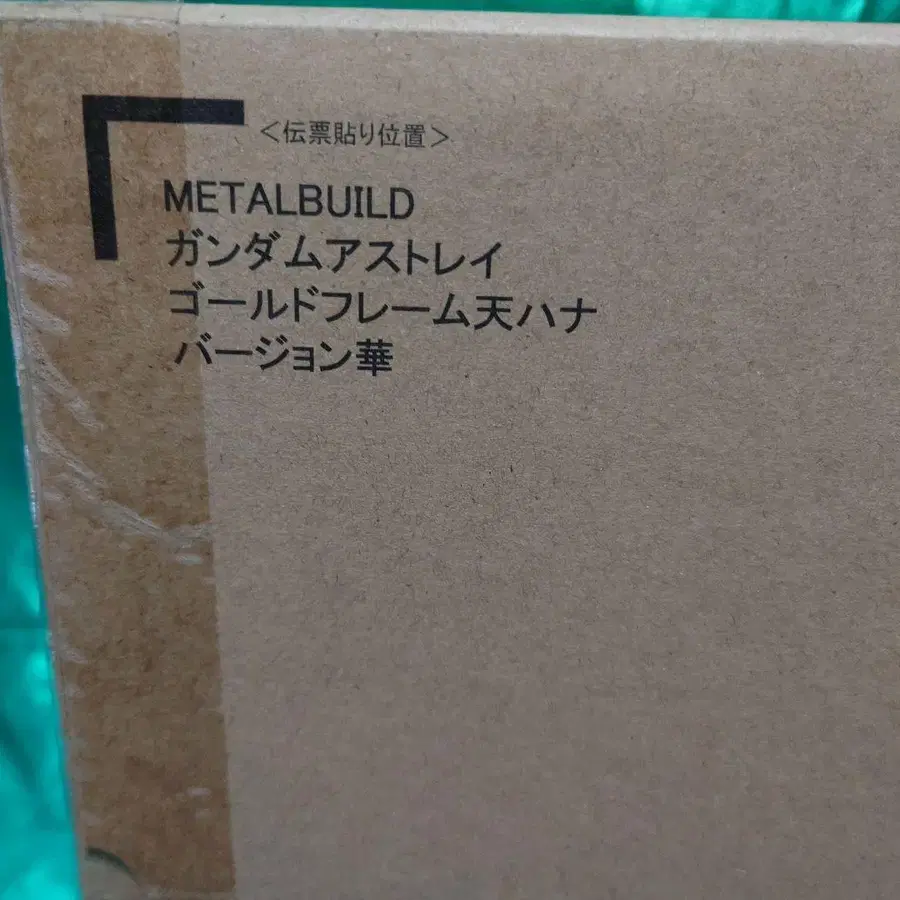 <伝票貼り位置>
METALBUILD
ガンダムアストレイ
ゴールドフレーム天ハナ
バージョン華